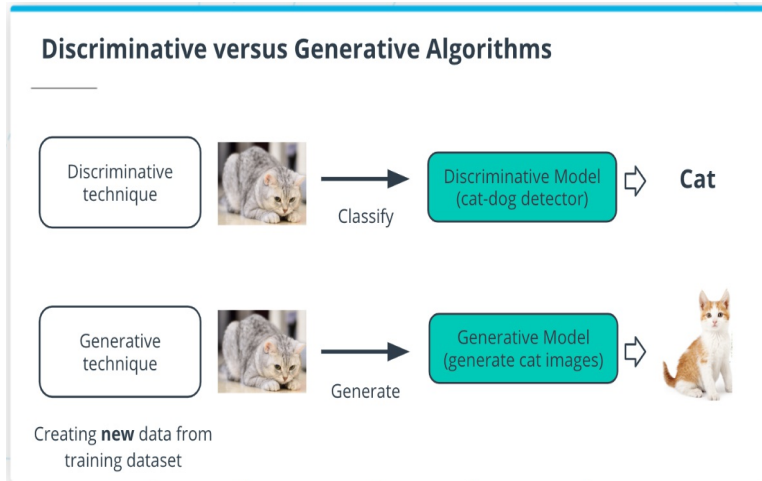 Discriminative versus Generative Algorithms
Discriminative
technique
Classify
Discriminative Model
(cat-dog detector)
Cat
Generative
technique
Generate
Generative Model
(generate cat images)
Creating new data from
training dataset